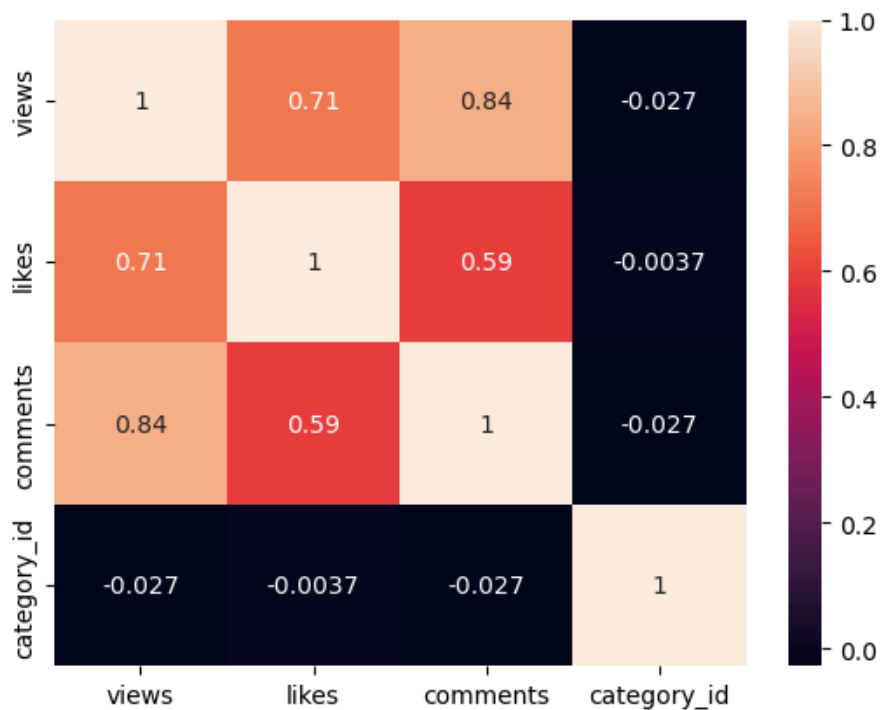 1.0
views 1 0.71 0.84 -0.027
0.8
likes 0.71 1 0.59 -0.0037
0.6
0.4
comments 0.84 0.59 1 -0.027
0.2
category_id -0.027 -0.0037 -0.027 1
0.0
views likes comments category_id